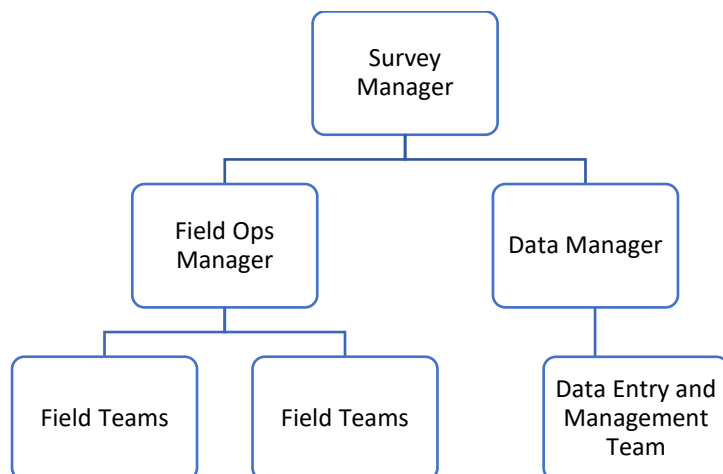 Survey
Manager
Field Ops
Manager
Data Manager
Field Teams
Field Teams
Data Entry and
Management
Team